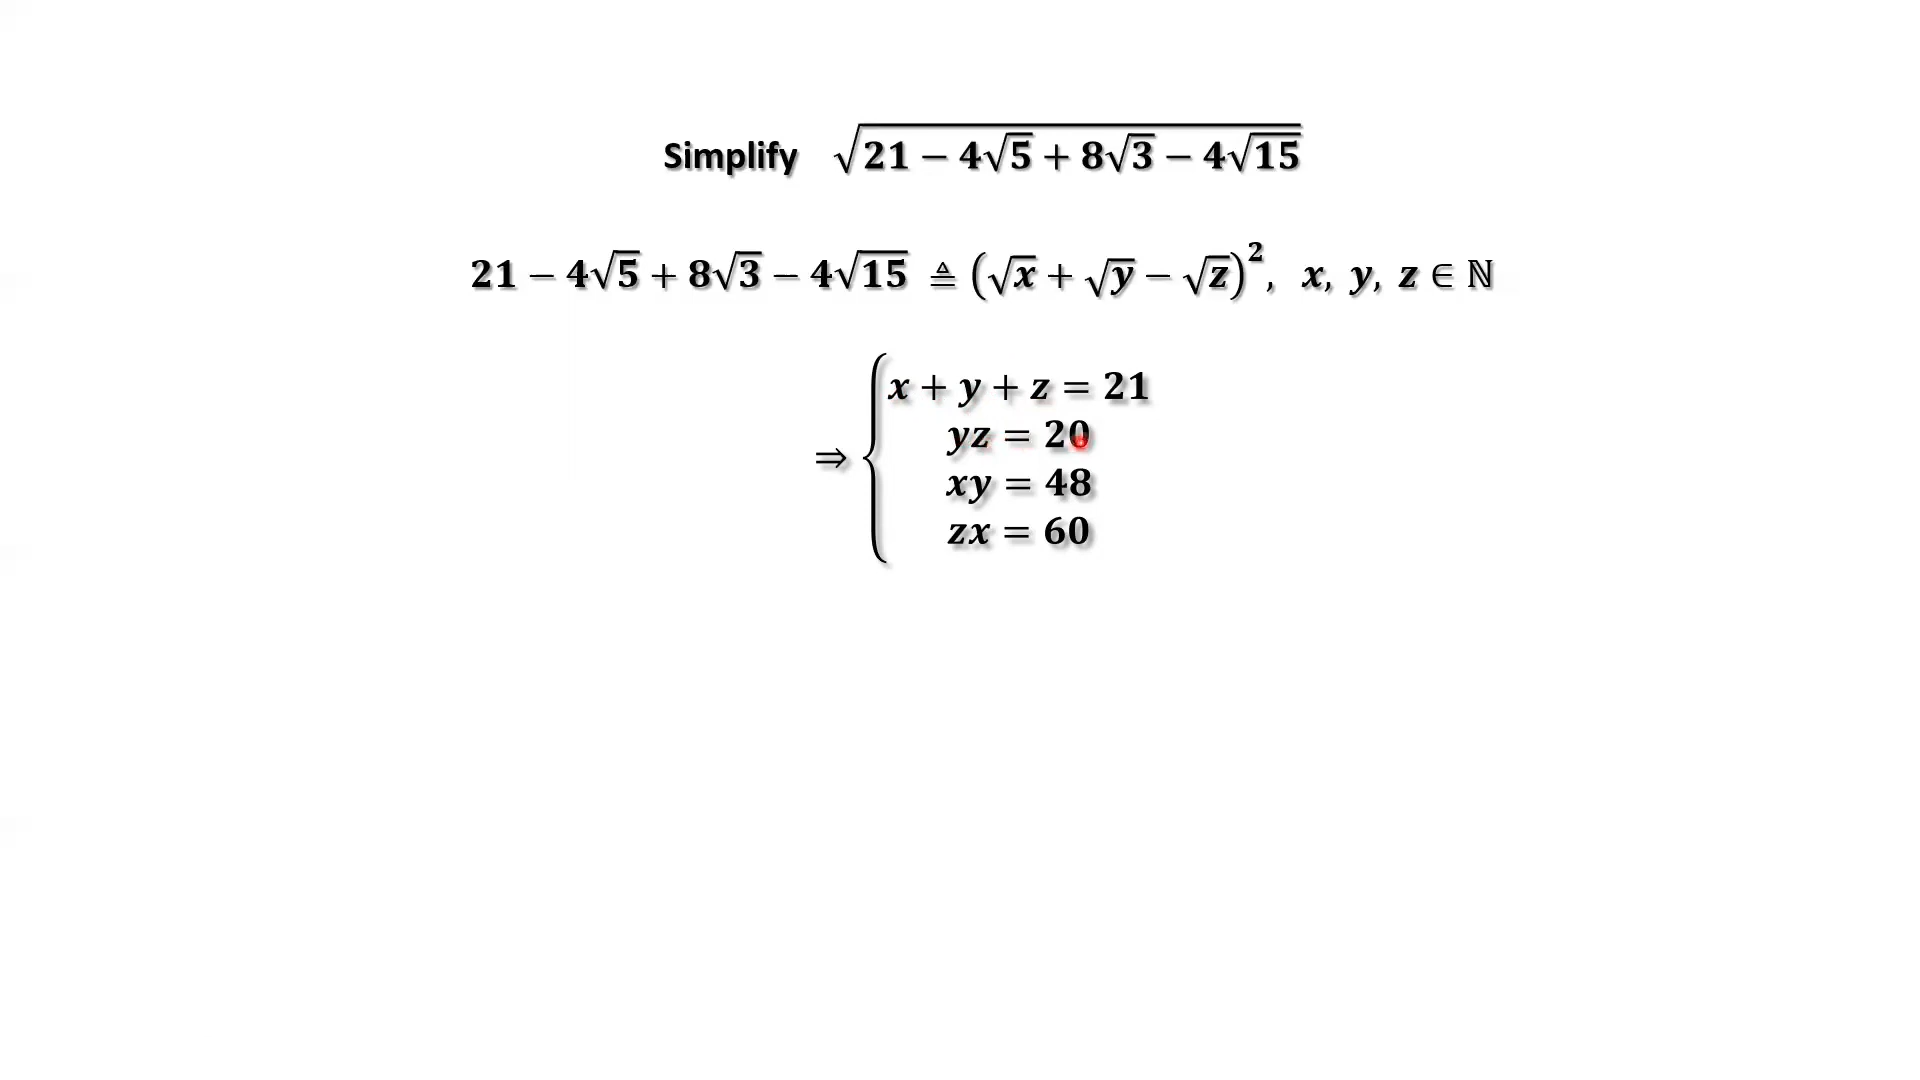 Simplify √(21 − 4√5 + 8√3 − 4√15)
21 − 4√5 + 8√3 − 4√15 ≜ (√x + √y − √z)², x, y, z ∈ ℕ
x + y + z = 21
yz = 20
⇒ {
xy = 48
zx = 60